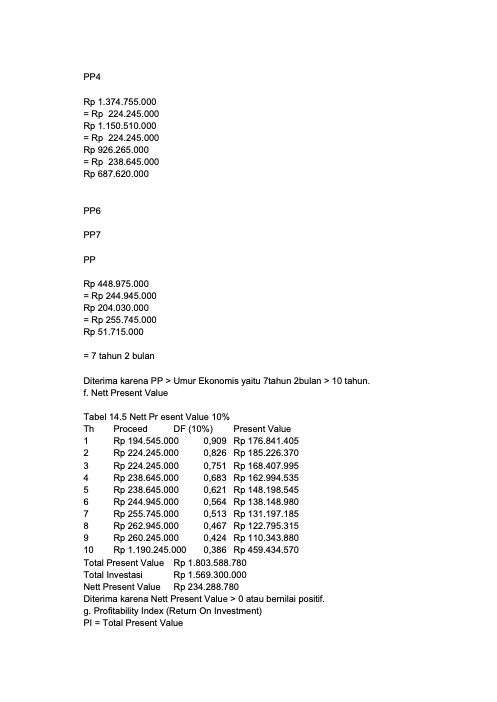 PP4
Rp 1.374.755.000
= Rp 224.245.000
Rp 1.150.510.000
= Rp 224.245.000
Rp 926.265.000
= Rp 238.645.000
Rp 687.620.000
PP6
PP7
PP
Rp 448.975.000
= Rp 244.945.000
Rp 204.030.000
= Rp 255.745.000
Rp 51.715.000
= 7 tahun 2 bulan
Diterima karena PP > Umur Ekonomis yaitu 7tahun 2bulan > 10 tahun.
f. Nett Present Value
Tabel 14.5 Nett Pr esent Value 10%
Th Proceed DF (10%) Present Value
1 Rp 194.545.000 0,909 Rp 176.841.405
2 Rp 224.245.000 0,826 Rp 185.226.370
3 Rp 224.245.000 0,751 Rp 168.407.995
4 Rp 238.645.000 0,683 Rp 162.994.535
5 Rp 238.645.000 0,621 Rp 148.198.545
6 Rp 244.945.000 0,564 Rp 138.148.980
7 Rp 255.745.000 0,513 Rp 131.197.185
8 Rp 262.945.000 0,467 Rp 122.795.315
9 Rp 260.245.000 0,424 Rp 110.343.880
10 Rp 1.190.245.000 0,386 Rp 459.434.570
Total Present Value Rp 1.803.588.780
Total Investasi Rp 1.569.300.000
Nett Present Value Rp 234.288.780
Diterima karena Nett Present Value > 0 atau bernilai positif.
g. Profitability Index (Return On Investment)
PI = Total Present Value